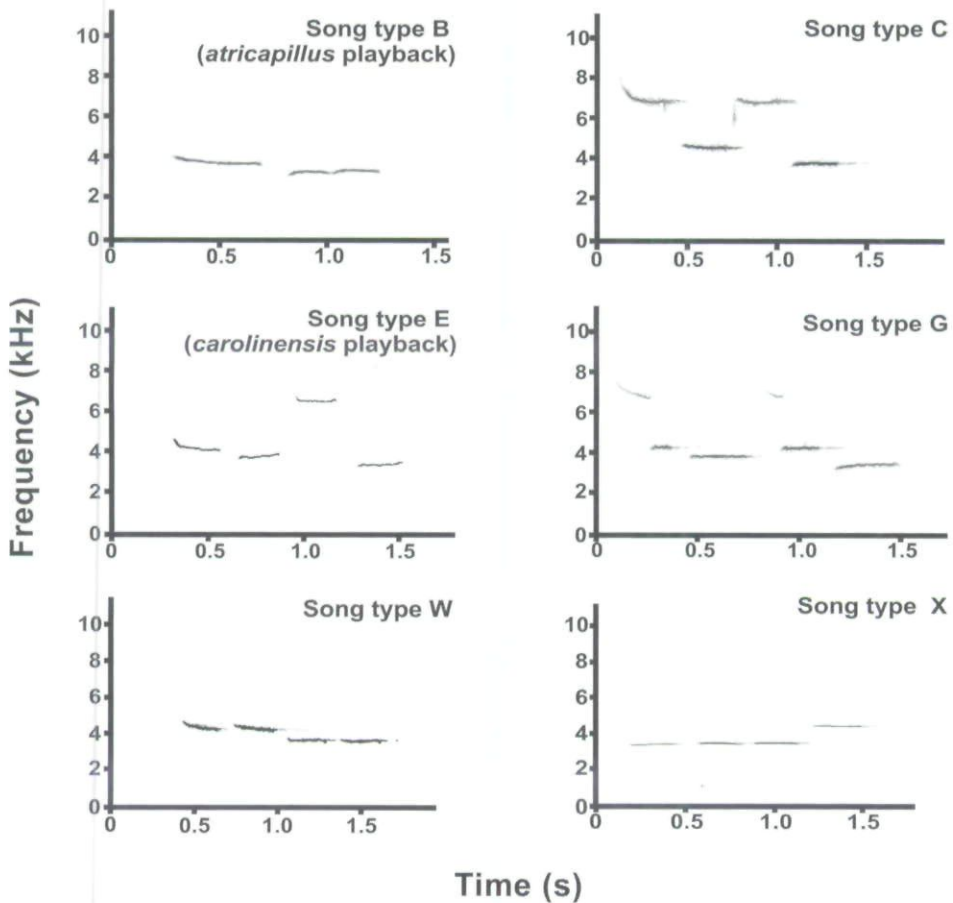 Song type B
(atricapillus playback)
10
8
6
4
2
0
0 0.5 1.0 1.5
Song type C
10
8
6
4
2
0
0 0.5 1.0 1.5
Song type E
(carolinensis playback)
10
8
6
4
2
0
0 0.5 1.0 1.5
Song type G
10
8
6
4
2
0
0 0.5 1.0 1.5
Song type W
10
8
6
4
2
0
0 0.5 1.0 1.5
Song type X
10
8
6
4
2
0
0 0.5 1.0 1.5
Frequency (kHz)
Time (s)